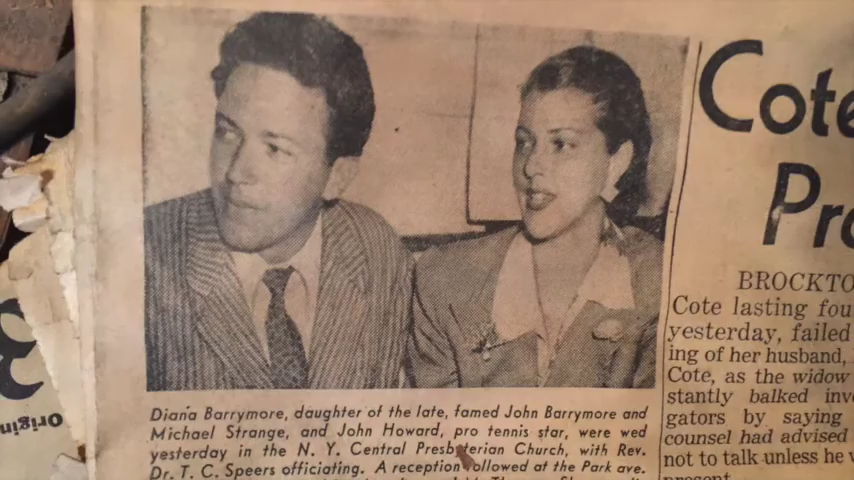 Diana Barrymore, daughter of the late, famed John Barrymore and
Michael Strange, and John Howard, pro tennis star, were wed
yesterday in the N. Y. Central Presbyterian Church, with Rev.
Dr. T. C. Speers officiating. A reception followed at the Park ave.
Cote
Pro
BROCKTO
Cote lasting fou
yesterday, failed
ing of her husband,
Cote, as the widow
stantly balked inv
gators by saying
counsel had advised
not to talk unless he w
present.
3
Origin